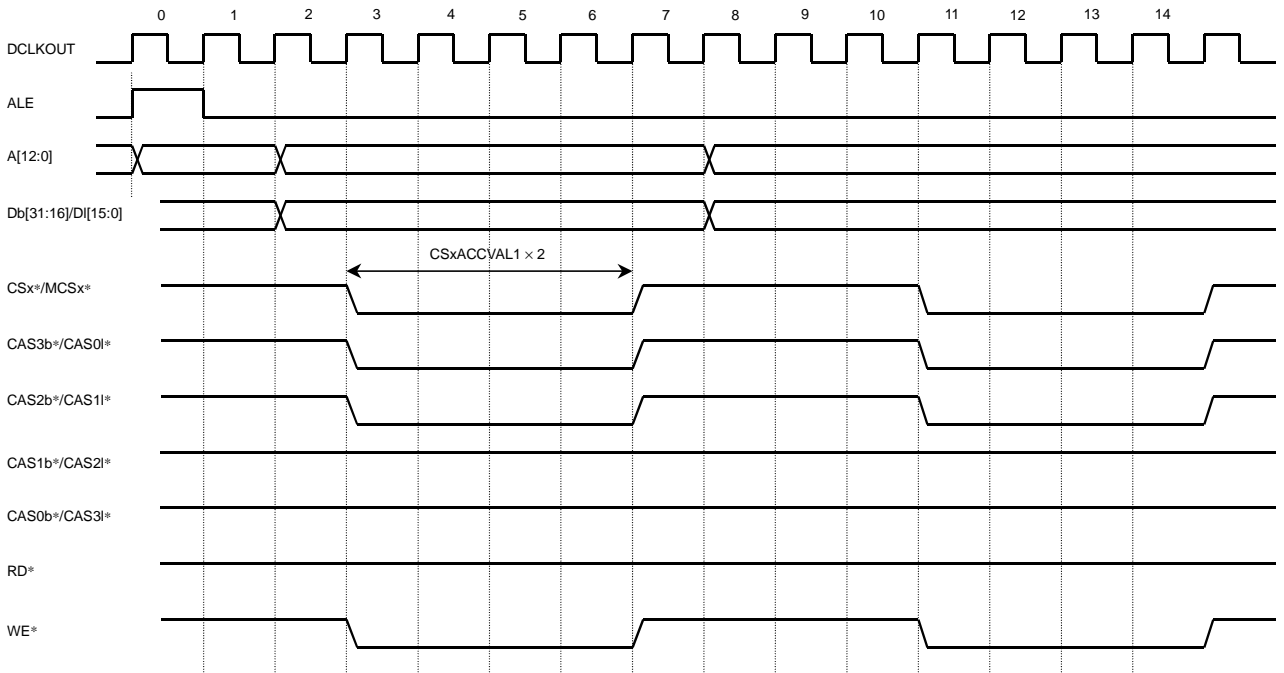 0 1 2 3 4 5 6 7 8 9 10 11 12 13 14
DCLKOUT
ALE
A[12:0]
Db[31:16]/Dl[15:0]
CSxACCVAL1 × 2
CSx*/MCSx*
CAS3b*/CAS0l*
CAS2b*/CAS1l*
CAS1b*/CAS2l*
CAS0b*/CAS3l*
RD*
WE*